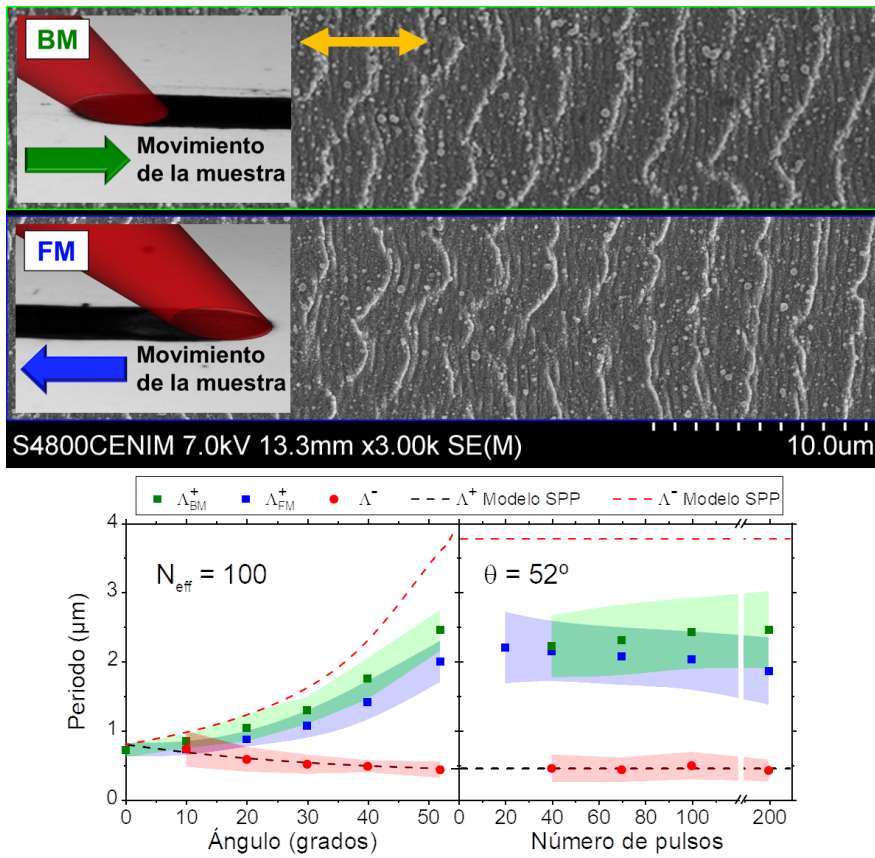 BM
Movimiento
de la muestra
FM
Movimiento
de la muestra
S4800CENIM 7.0kV 13.3mm x3.00k SE(M) 10.0um
Λ⁺BM Λ⁺FM Λ⁻ Λ⁺ Modelo SPP Λ⁻ Modelo SPP
Periodo (µm)
4
3
2
1
0
Neff = 100
θ = 52º
0 10 20 30 40 50 0 20 40 60 80 100 200
Ángulo (grados) Número de pulsos